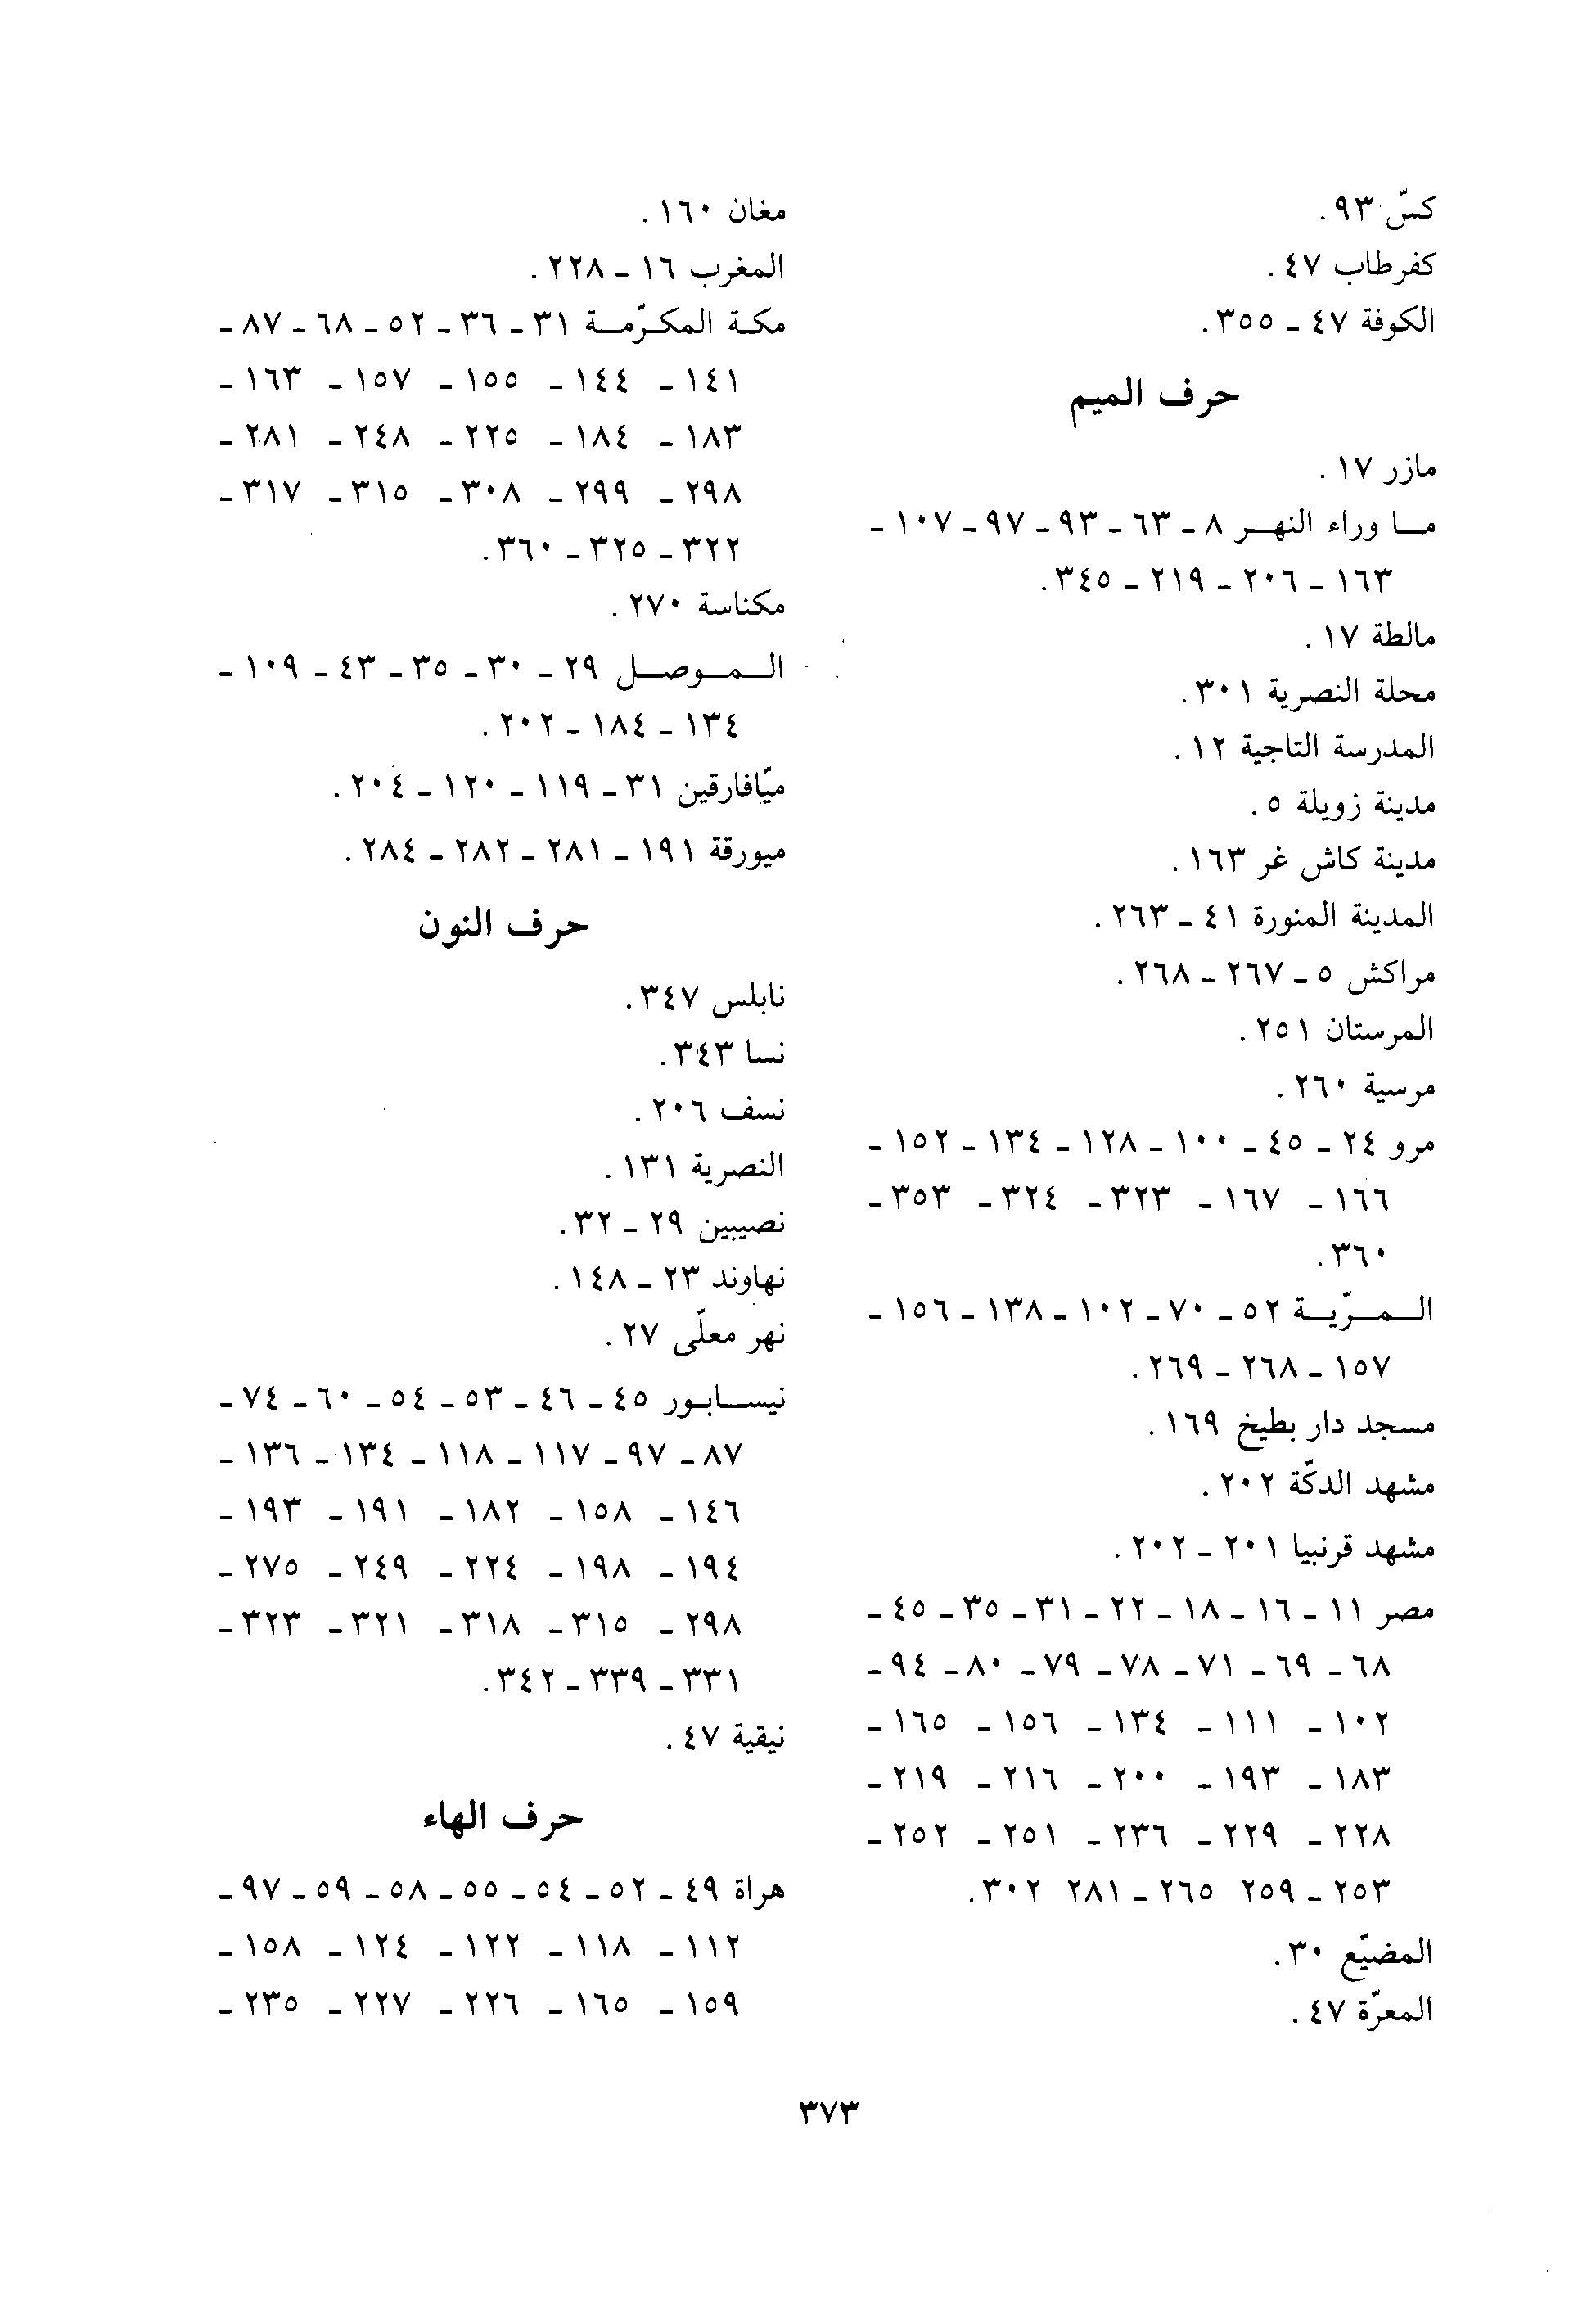 كسّ ٩٣.
كفرطاب ٤٧.
الكوفة ٤٧ ـ ٣٥٥.
حرف الميم
مازر ١٧.
مـا وراء النهـر ٨ ـ ٦٣ ـ ٩٣ ـ ٩٧ ـ ١٠٧ ـ
١٦٣ ـ ٢٠٦ ـ ٢١٩ ـ ٣٤٥.
مالطة ١٧.
محلة النصرية ٣٠١.
المدرسة التاجية ١٢.
مدينة زويلة ٥.
مدينة كاش غر ١٦٣.
المدينة المنورة ٤١ ـ ٢٦٣.
مراكش ٥ ـ ٢٦٧ ـ ٢٦٨.
المرستان ٢٥١.
مرسية ٢٦٠.
مرو ٢٤ ـ ٤٥ ـ ١٠٠ ـ ١٢٨ ـ ١٣٤ ـ ١٥٢ ـ
١٦٦ ـ ١٦٧ ـ ٣٢٣ ـ ٣٢٤ ـ ٣٥٣ ـ
٣٦٠.
الـمـرّيـة ٥٢ ـ ٧٠ ـ ١٠٢ ـ ١٣٨ ـ ١٥٦ ـ
١٥٧ ـ ٢٦٨ ـ ٢٦٩.
مسجد دار بطيخ ١٦٩.
مشهد الدكّة ٢٠٢.
مشهد قرنبيا ٢٠١ ـ ٢٠٢.
مصر ١١ ـ ١٦ ـ ١٨ ـ ٢٢ ـ ٣١ ـ ٣٥ ـ ٤٥ ـ
٦٨ ـ ٦٩ ـ ٧١ ـ ٧٨ ـ ٧٩ ـ ٨٠ ـ ٩٤ ـ
١٠٢ ـ ١١١ ـ ١٣٤ ـ ١٥٦ ـ ١٦٥ ـ
١٨٣ ـ ١٩٣ ـ ٢٠٠ ـ ٢١٦ ـ ٢١٩ ـ
٢٢٨ ـ ٢٢٩ ـ ٢٣٦ ـ ٢٥١ ـ ٢٥٢ ـ
٢٥٣ ـ ٢٥٩ ٢٦٥ ـ ٢٨١ ٣٠٢.
المضيّع ٣٠.
المعرّة ٤٧.
مغان ١٦٠.
المغرب ١٦ ـ ٢٢٨.
مكـة المكـرّمـة ٣١ ـ ٣٦ ـ ٥٢ ـ ٦٨ ـ ٨٧ ـ
١٤١ ـ ١٤٤ ـ ١٥٥ ـ ١٥٧ ـ ١٦٣ ـ
١٨٣ ـ ١٨٤ ـ ٢٢٥ ـ ٢٤٨ ـ ٢٨١ ـ
٢٩٨ ـ ٢٩٩ ـ ٣٠٨ ـ ٣١٥ ـ ٣١٧ ـ
٣٢٢ ـ ٣٢٥ ـ ٣٦٠.
مكناسة ٢٧٠.
الـمـوصـل ٢٩ ـ ٣٠ ـ ٣٥ ـ ٤٣ ـ ١٠٩ ـ
١٣٤ ـ ١٨٤ ـ ٢٠٢.
ميّافارقين ٣١ ـ ١١٩ ـ ١٢٠ ـ ٢٠٤.
ميورقة ١٩١ ـ ٢٨١ ـ ٢٨٢ ـ ٢٨٤.
حرف النون
نابلس ٣٤٧.
نسا ٣٤٣.
نسف ٢٠٦.
النصرية ١٣١.
نصيبين ٢٩ ـ ٣٢.
نهاوند ٢٣ ـ ١٤٨.
نهر معلّى ٢٧.
نيسـابـور ٤٥ ـ ٤٦ ـ ٥٣ ـ ٥٤ ـ ٦٠ ـ ٧٤ ـ
٨٧ ـ ٩٧ ـ ١١٧ ـ ١١٨ ـ ١٣٤ ـ ١٣٦ ـ
١٤٦ ـ ١٥٨ ـ ١٨٢ ـ ١٩١ ـ ١٩٣ ـ
١٩٤ ـ ١٩٨ ـ ٢٢٤ ـ ٢٤٩ ـ ٢٧٥ ـ
٢٩٨ ـ ٣١٥ ـ ٣١٨ ـ ٣٢١ ـ ٣٢٣ ـ
٣٣١ ـ ٣٣٩ ـ ٣٤٢.
نيقية ٤٧.
حرف الهاء
هراة ٤٩ ـ ٥٢ ـ ٥٤ ـ ٥٥ ـ ٥٨ ـ ٥٩ ـ ٩٧ ـ
١١٢ ـ ١١٨ ـ ١٢٢ ـ ١٢٤ ـ ١٥٨ ـ
١٥٩ ـ ١٦٥ ـ ٢٢٦ ـ ٢٢٧ ـ ٢٣٥ ـ
٣٧٣